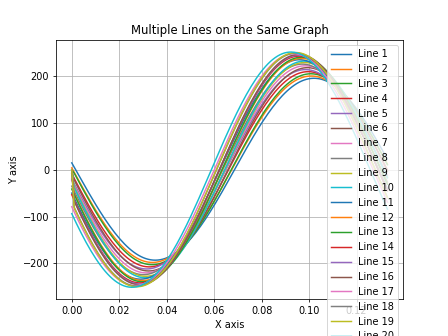 Multiple Lines on the Same Graph
Y axis
200
100
0
−100
−200
0.00
0.02
0.04
0.06
0.08
0.10
X axis
Line 1
Line 2
Line 3
Line 4
Line 5
Line 6
Line 7
Line 8
Line 9
Line 10
Line 11
Line 12
Line 13
Line 14
Line 15
Line 16
Line 17
Line 18
Line 19
Line 20